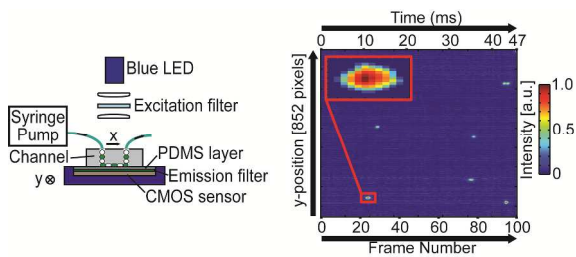 Blue LED
Excitation filter
Syringe
Pump
x
Channel
PDMS layer
Emission filter
y⊗
CMOS sensor
Time (ms)
0 10 20 30 40 47
y-position [852 pixels]
Intensity [a.u.]
1.0
0.5
0
0 20 40 60 80 100
Frame Number